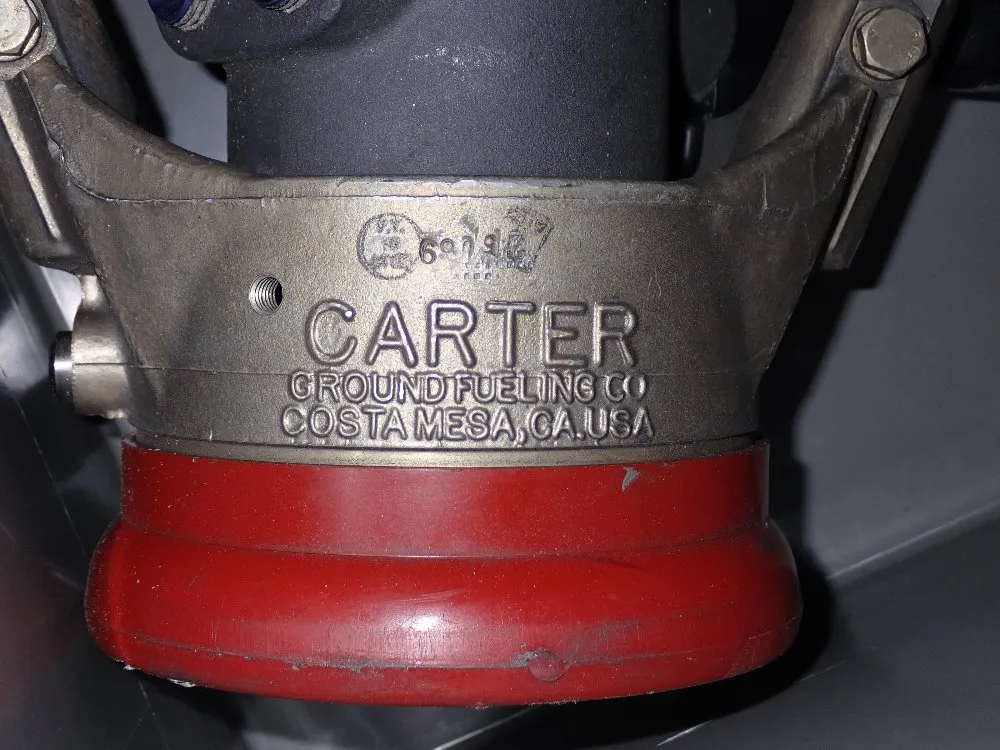 CARTER
GROUND FUELING CO
COSTA MESA, CA. USA